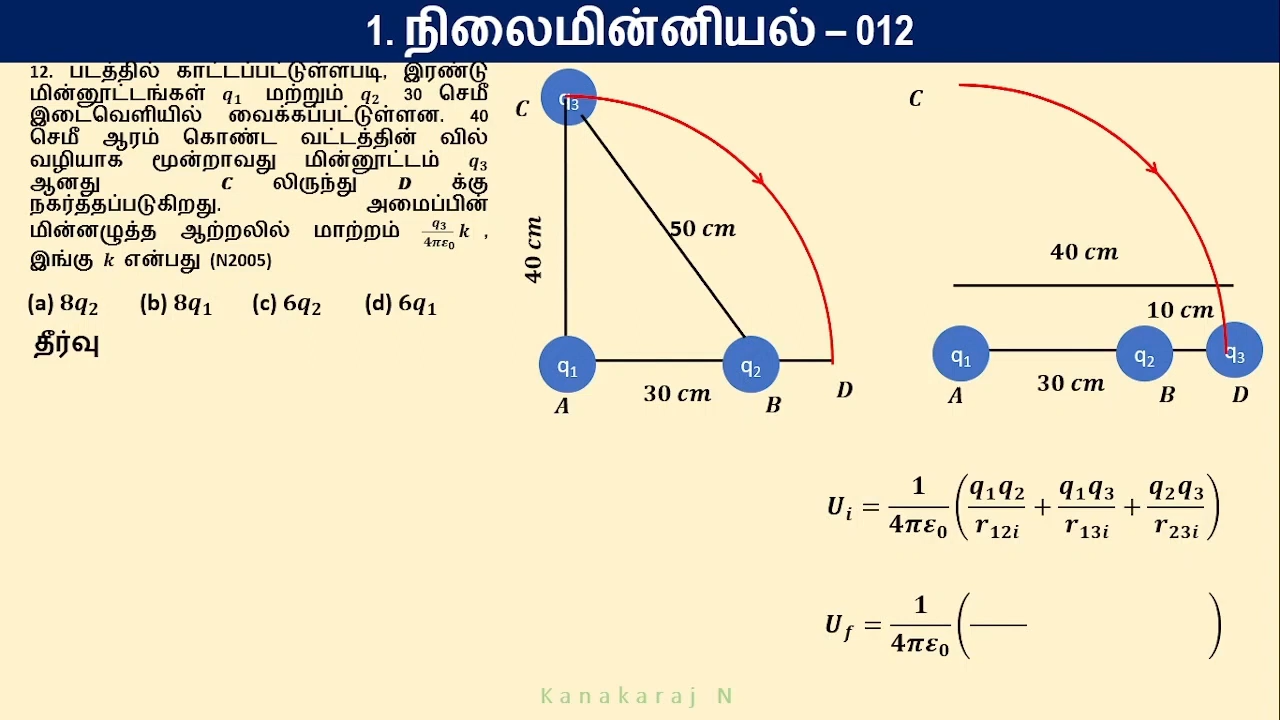 1. நிலைமின்னியல் – 012
12. படத்தில் காட்டப்பட்டுள்ளபடி, இரண்டு
மின்னூட்டங்கள் q₁ மற்றும் q₂ 30 செமீ
இடைவெளியில் வைக்கப்பட்டுள்ளன. 40
செமீ ஆரம் கொண்ட வட்டத்தின் வில்
வழியாக மூன்றாவது மின்னூட்டம் q₃
ஆனது C லிருந்து D க்கு
நகர்த்தப்படுகிறது. அமைப்பின்
மின்னழுத்த ஆற்றலில் மாற்றம் q₃/4πε₀ k ,
இங்கு k என்பது (N2005)
(a) 8q₂ (b) 8q₁ (c) 6q₂ (d) 6q₁
தீர்வு
C
q₃
40 cm
50 cm
q₁
q₂
30 cm
A
B
D
C
40 cm
10 cm
q₁
q₂
q₃
30 cm
A
B
D
Uᵢ = 1/4πε₀ (q₁q₂/r₁₂ᵢ + q₁q₃/r₁₃ᵢ + q₂q₃/r₂₃ᵢ)
U_f = 1/4πε₀ ( )
Kanakaraj N